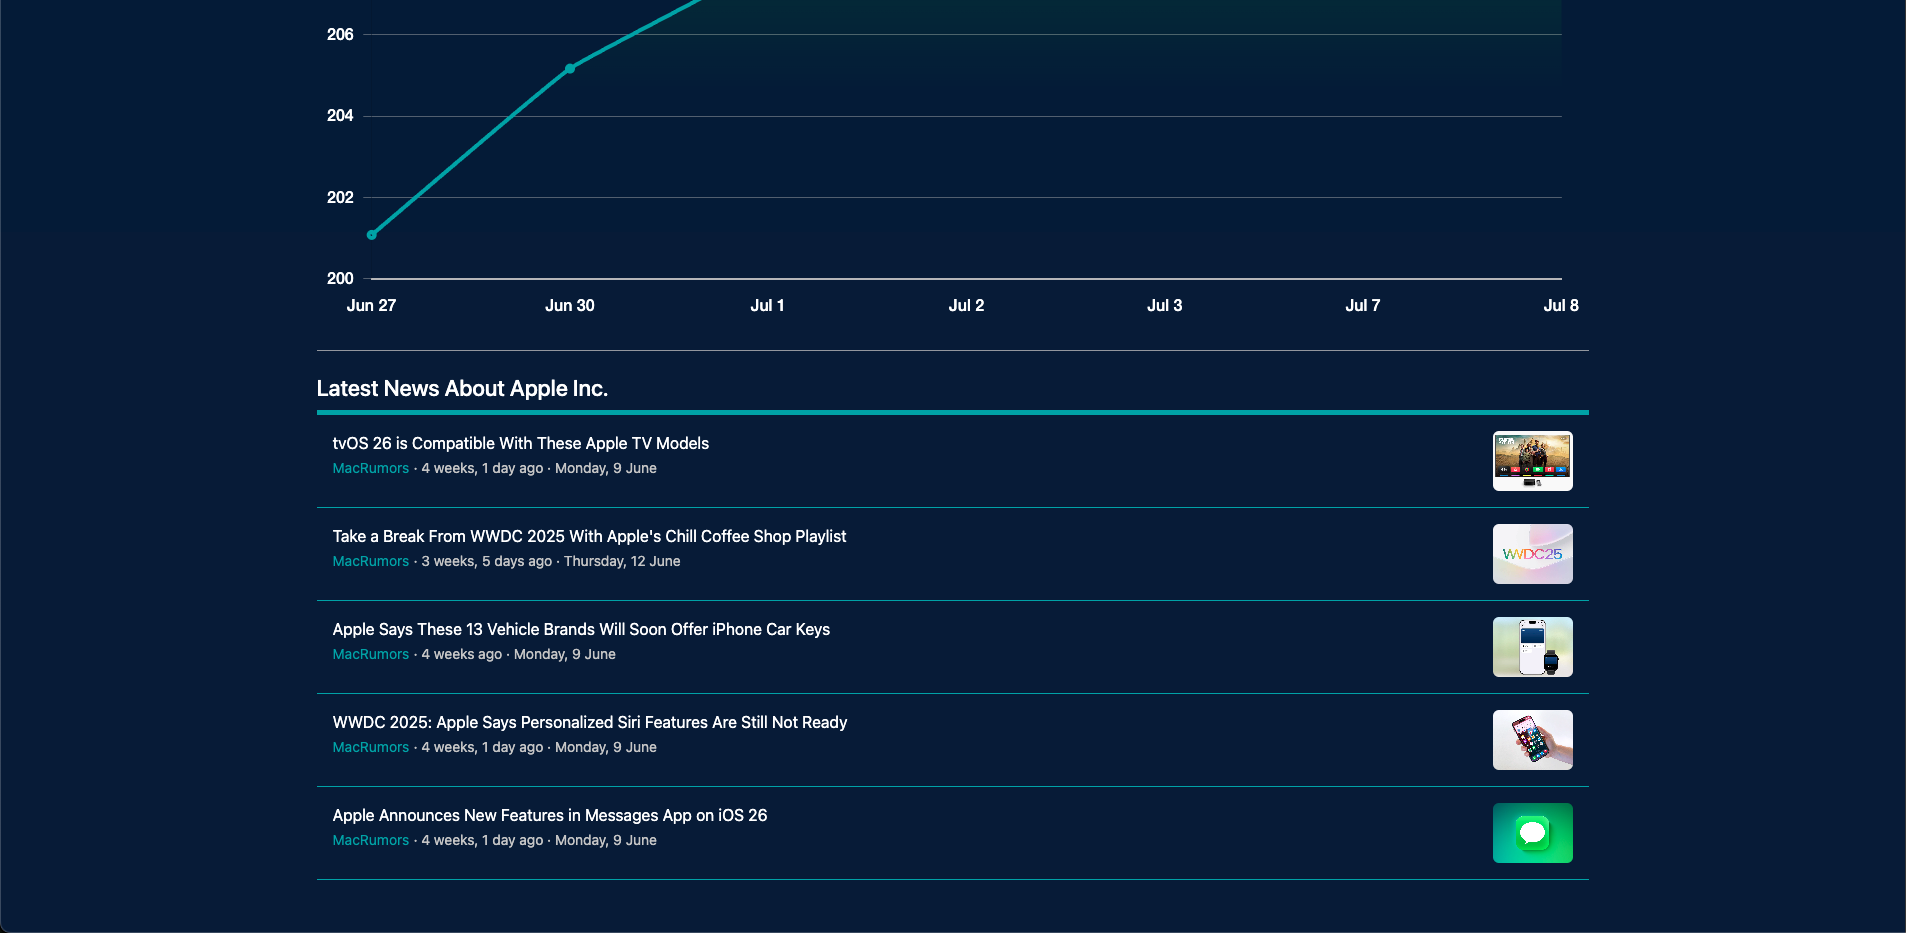 206
204
202
200
Jun 27 Jun 30 Jul 1 Jul 2 Jul 3 Jul 7 Jul 8
Latest News About Apple Inc.
tvOS 26 is Compatible With These Apple TV Models
MacRumors · 4 weeks, 1 day ago · Monday, 9 June
Take a Break From WWDC 2025 With Apple's Chill Coffee Shop Playlist
MacRumors · 3 weeks, 5 days ago · Thursday, 12 June
WWDC25
Apple Says These 13 Vehicle Brands Will Soon Offer iPhone Car Keys
MacRumors · 4 weeks ago · Monday, 9 June
WWDC 2025: Apple Says Personalized Siri Features Are Still Not Ready
MacRumors · 4 weeks, 1 day ago · Monday, 9 June
Apple Announces New Features in Messages App on iOS 26
MacRumors · 4 weeks, 1 day ago · Monday, 9 June